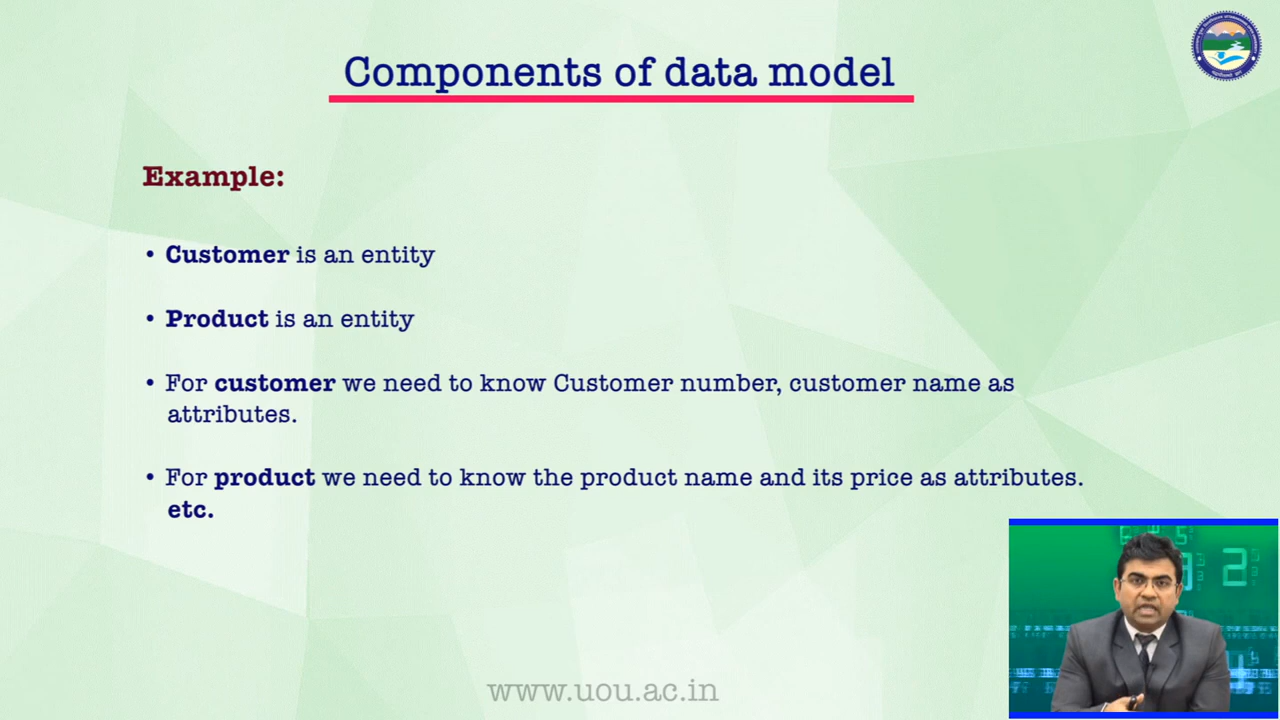 Components of data model
Example:
• Customer is an entity
• Product is an entity
• For customer we need to know Customer number, customer name as
attributes.
• For product we need to know the product name and its price as attributes.
etc.
www.uou.ac.in